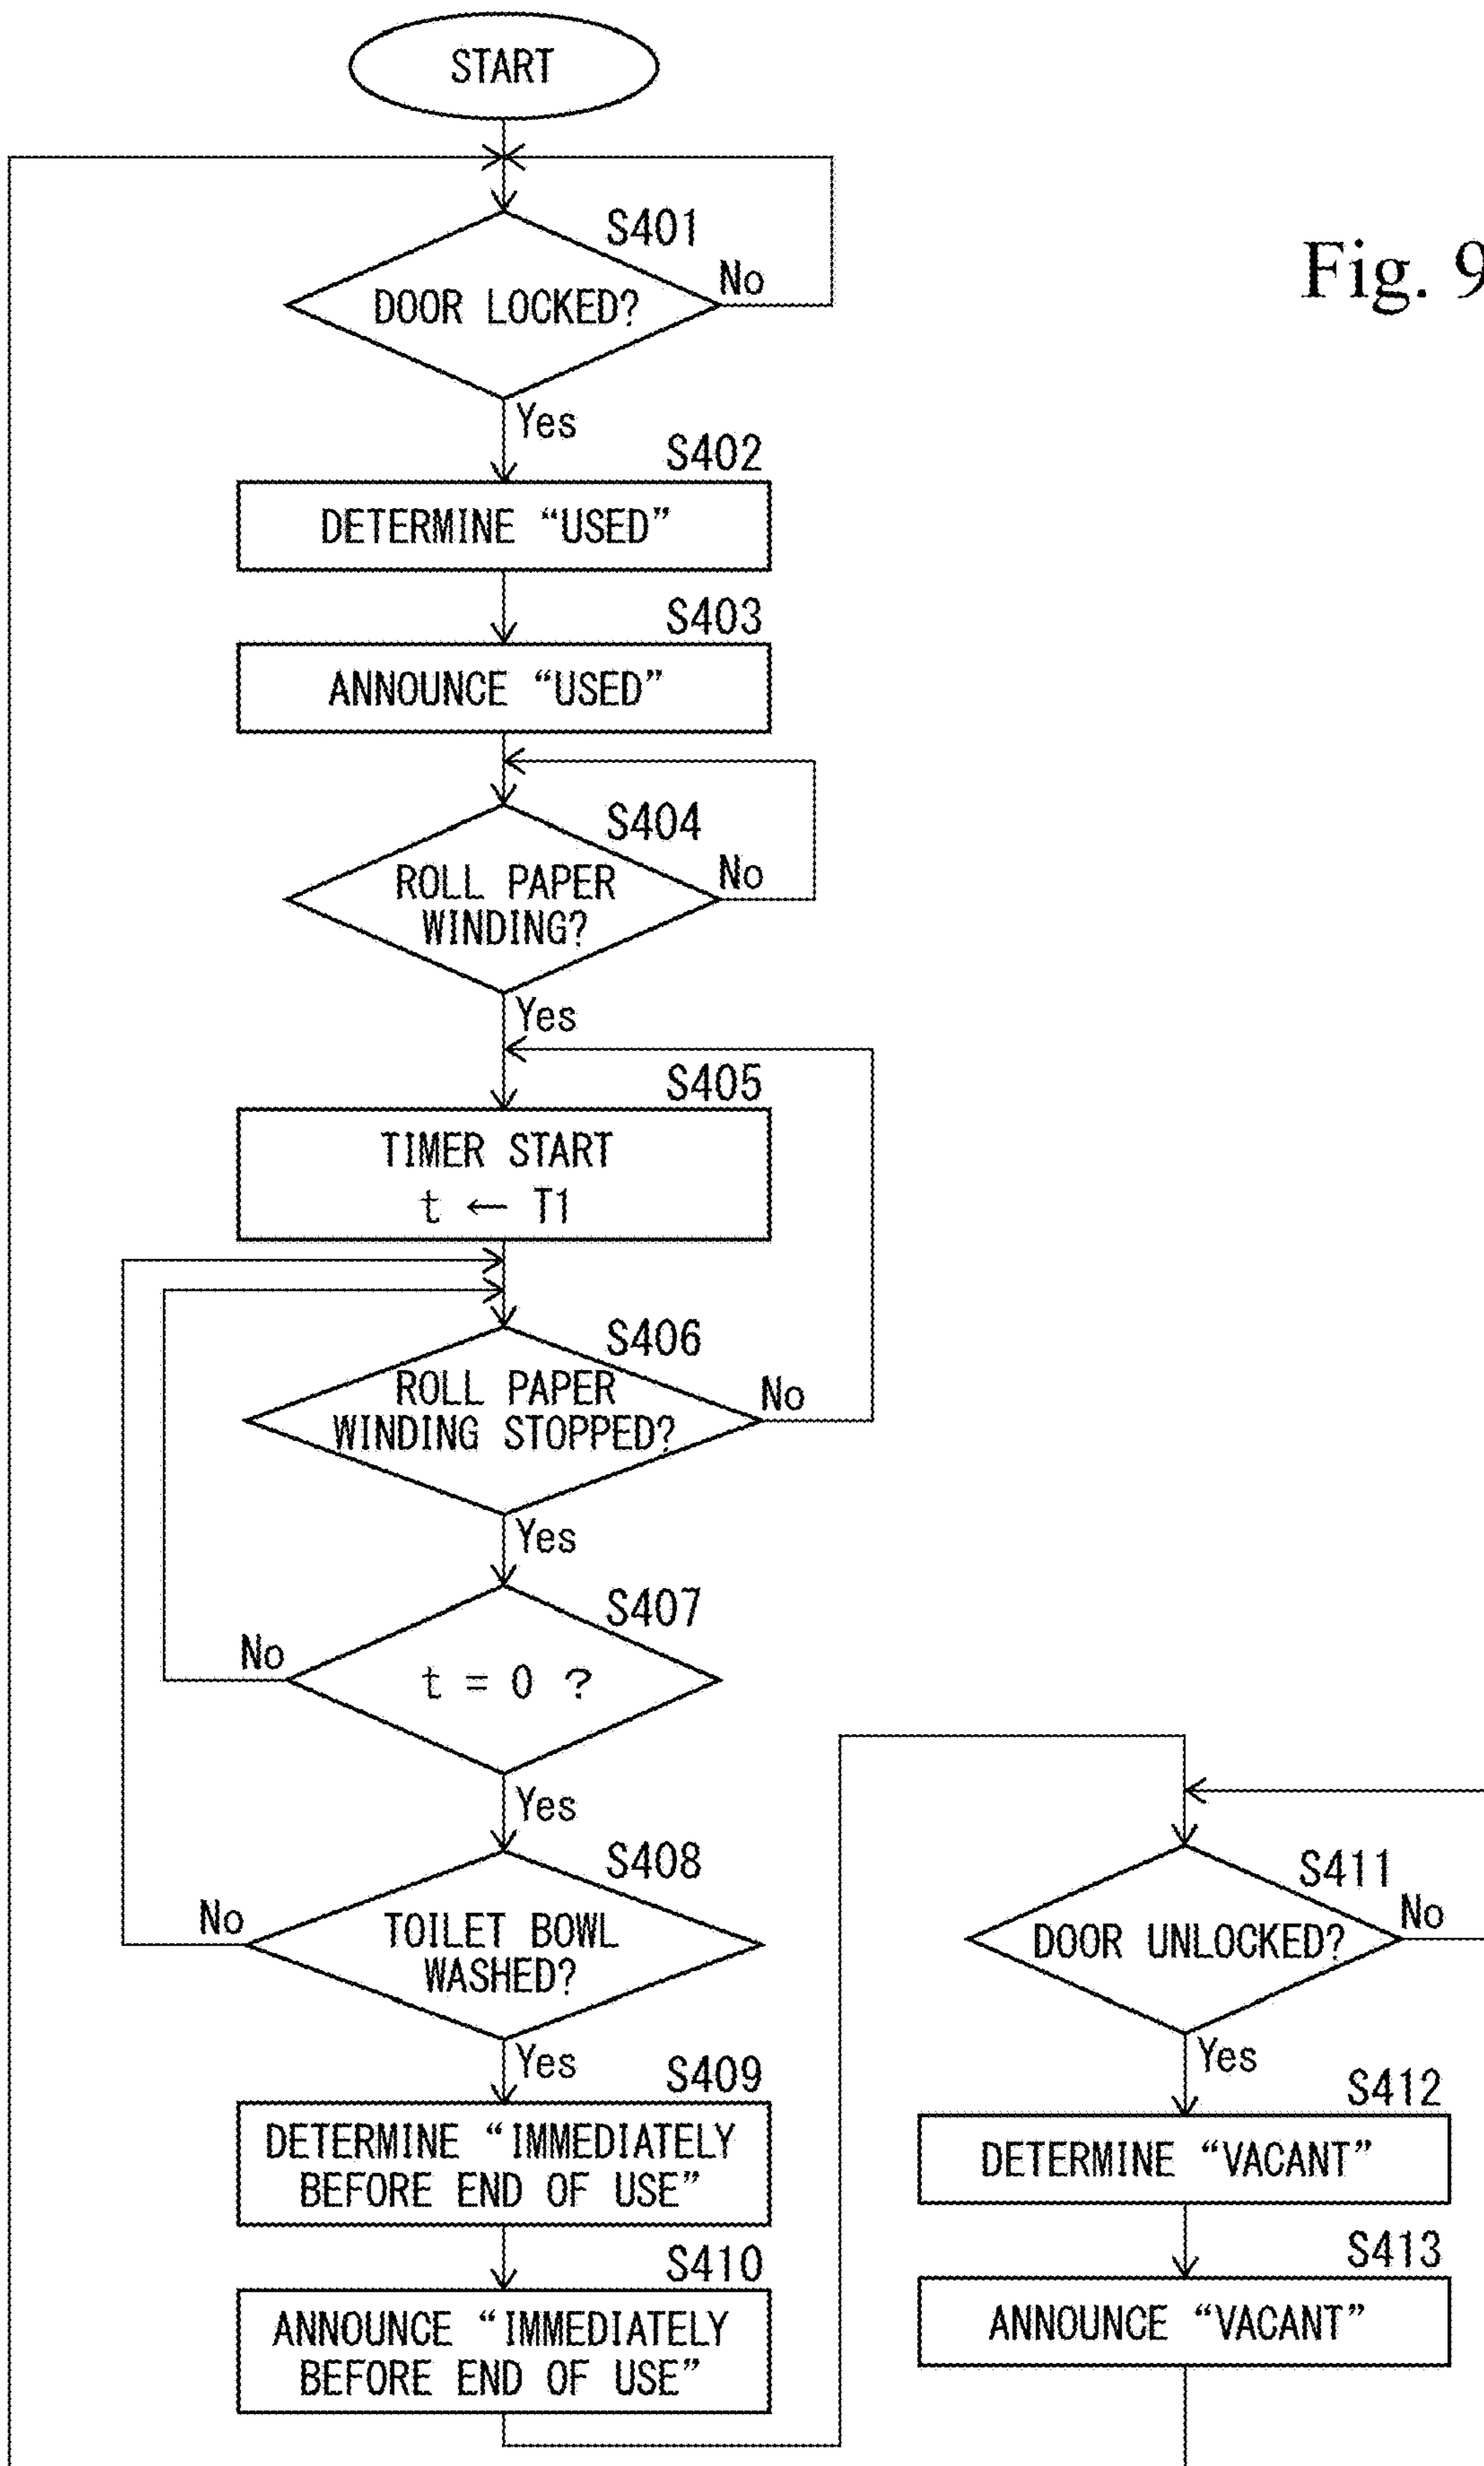 START
Fig. 9
S401
DOOR LOCKED?
No
Yes
S402
DETERMINE “USED”
S403
ANNOUNCE “USED”
S404
ROLL PAPER
WINDING?
No
Yes
S405
TIMER START
t ← T1
S406
ROLL PAPER
WINDING STOPPED?
No
Yes
S407
t = 0 ?
No
Yes
S408
TOILET BOWL
WASHED?
No
Yes
S409
DETERMINE “IMMEDIATELY
BEFORE END OF USE”
S410
ANNOUNCE “IMMEDIATELY
BEFORE END OF USE”
S411
DOOR UNLOCKED?
No
Yes
S412
DETERMINE “VACANT”
S413
ANNOUNCE “VACANT”